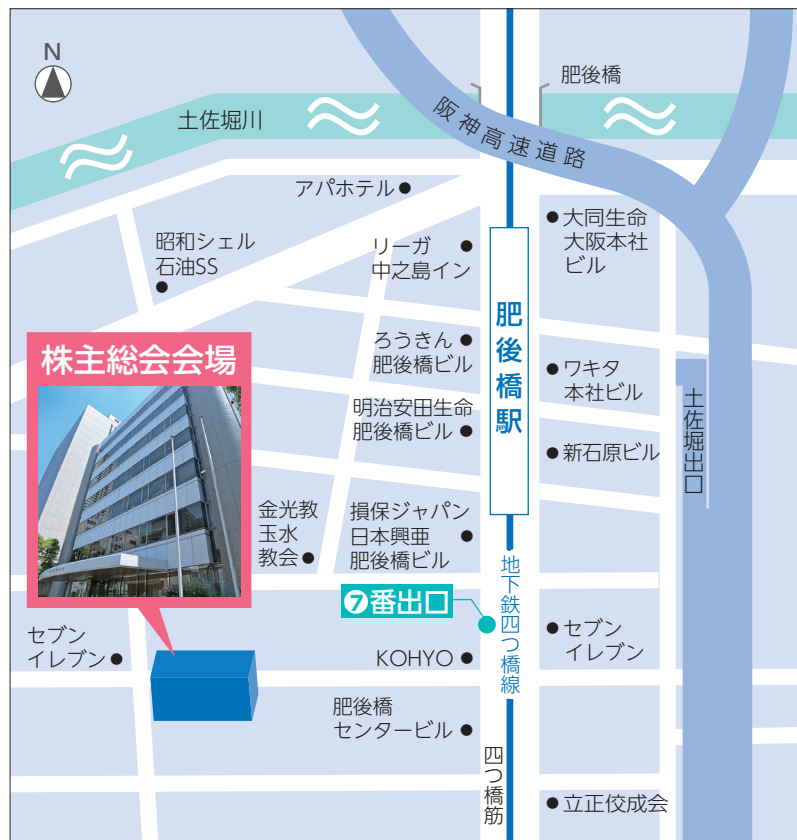 N
肥後橋
土佐堀川
阪神高速道路
アパホテル
大同生命
大阪本社
ビル
昭和シェル
石油SS
リーガ
中之島イン
肥後橋駅
ろうきん
肥後橋ビル
株主総会会場
ワキタ
本社ビル
土佐堀出口
明治安田生命
肥後橋ビル
新石原ビル
金光教
玉水
教会
損保ジャパン
日本興亜
肥後橋ビル
地下鉄四つ橋線
❼番出口
セブン
イレブン
セブン
イレブン
KOHYO
肥後橋
センタービル
四つ橋筋
立正佼成会